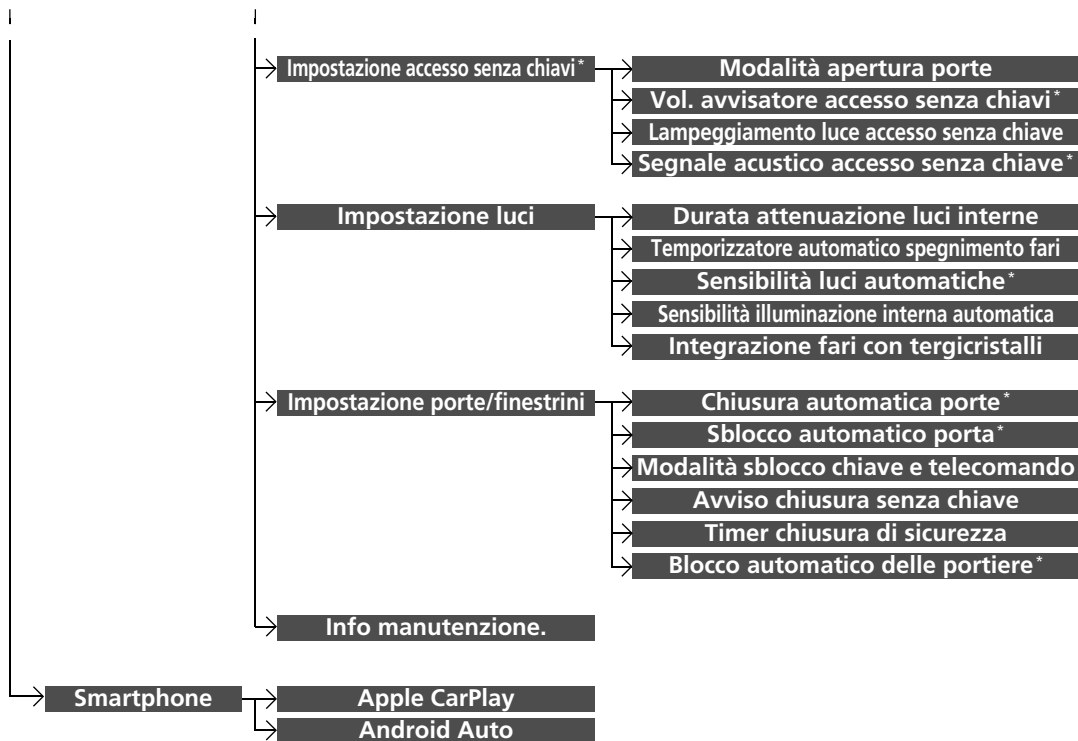 Impostazione accesso senza chiavi*
Modalità apertura porte
Vol. avvisatore accesso senza chiavi*
Lampeggiamento luce accesso senza chiave
Segnale acustico accesso senza chiave*
Impostazione luci
Durata attenuazione luci interne
Temporizzatore automatico spegnimento fari
Sensibilità luci automatiche*
Sensibilità illuminazione interna automatica
Integrazione fari con tergicristalli
Impostazione porte/finestrini
Chiusura automatica porte*
Sblocco automatico porta*
Modalità sblocco chiave e telecomando
Avviso chiusura senza chiave
Timer chiusura di sicurezza
Blocco automatico delle portiere*
Info manutenzione.
Smartphone
Apple CarPlay
Android Auto